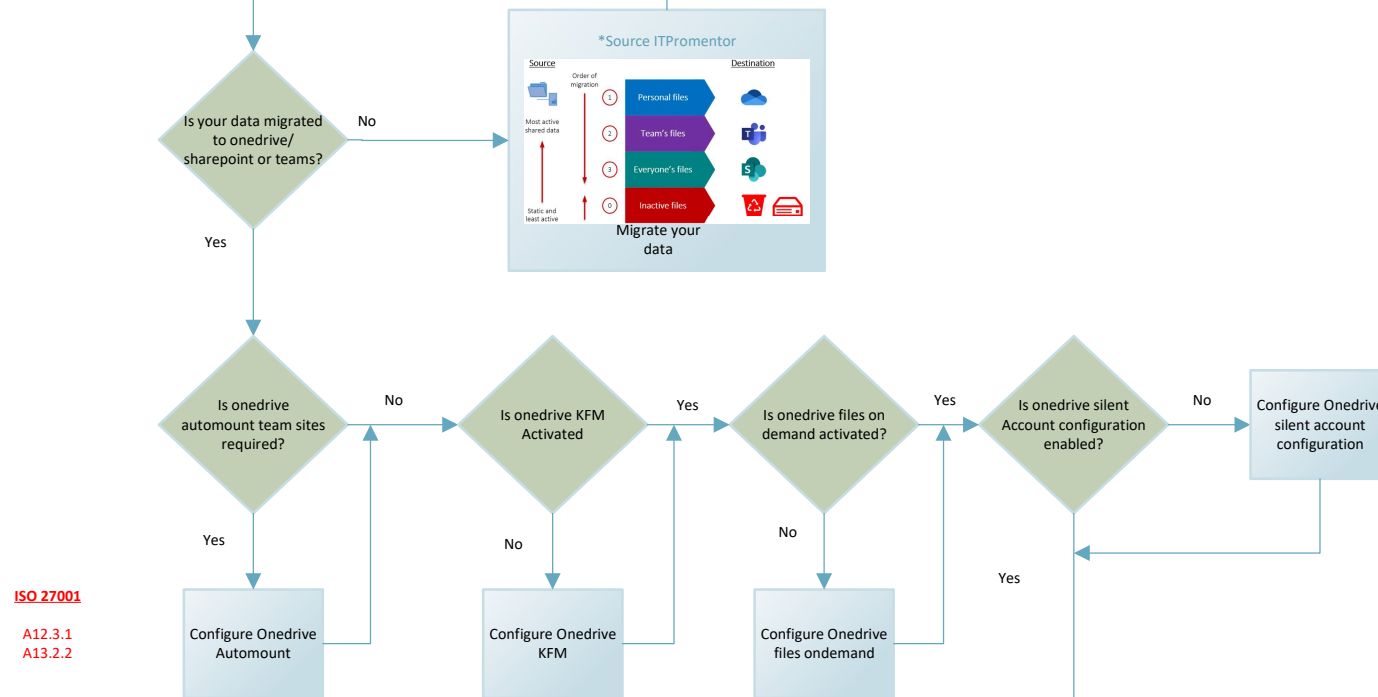 *Source ITPromentor
Source
Destination
Order of
migration
1
Personal files
Most active
shared data
2
Team's files
T
3
Everyone's files
S
0
Inactive files
Static and
least active
Migrate your
data
Is your data migrated
to onedrive/
sharepoint or teams?
No
Yes
Is onedrive
automount team sites
required?
No
Is onedrive KFM
Activated
Yes
Is onedrive files on
demand activated?
Yes
Is onedrive silent
Account configuration
enabled?
No
Configure Onedrive
silent account
configuration
Yes
No
No
Yes
ISO 27001
A12.3.1
A13.2.2
Configure Onedrive
Automount
Configure Onedrive
KFM
Configure Onedrive
files ondemand